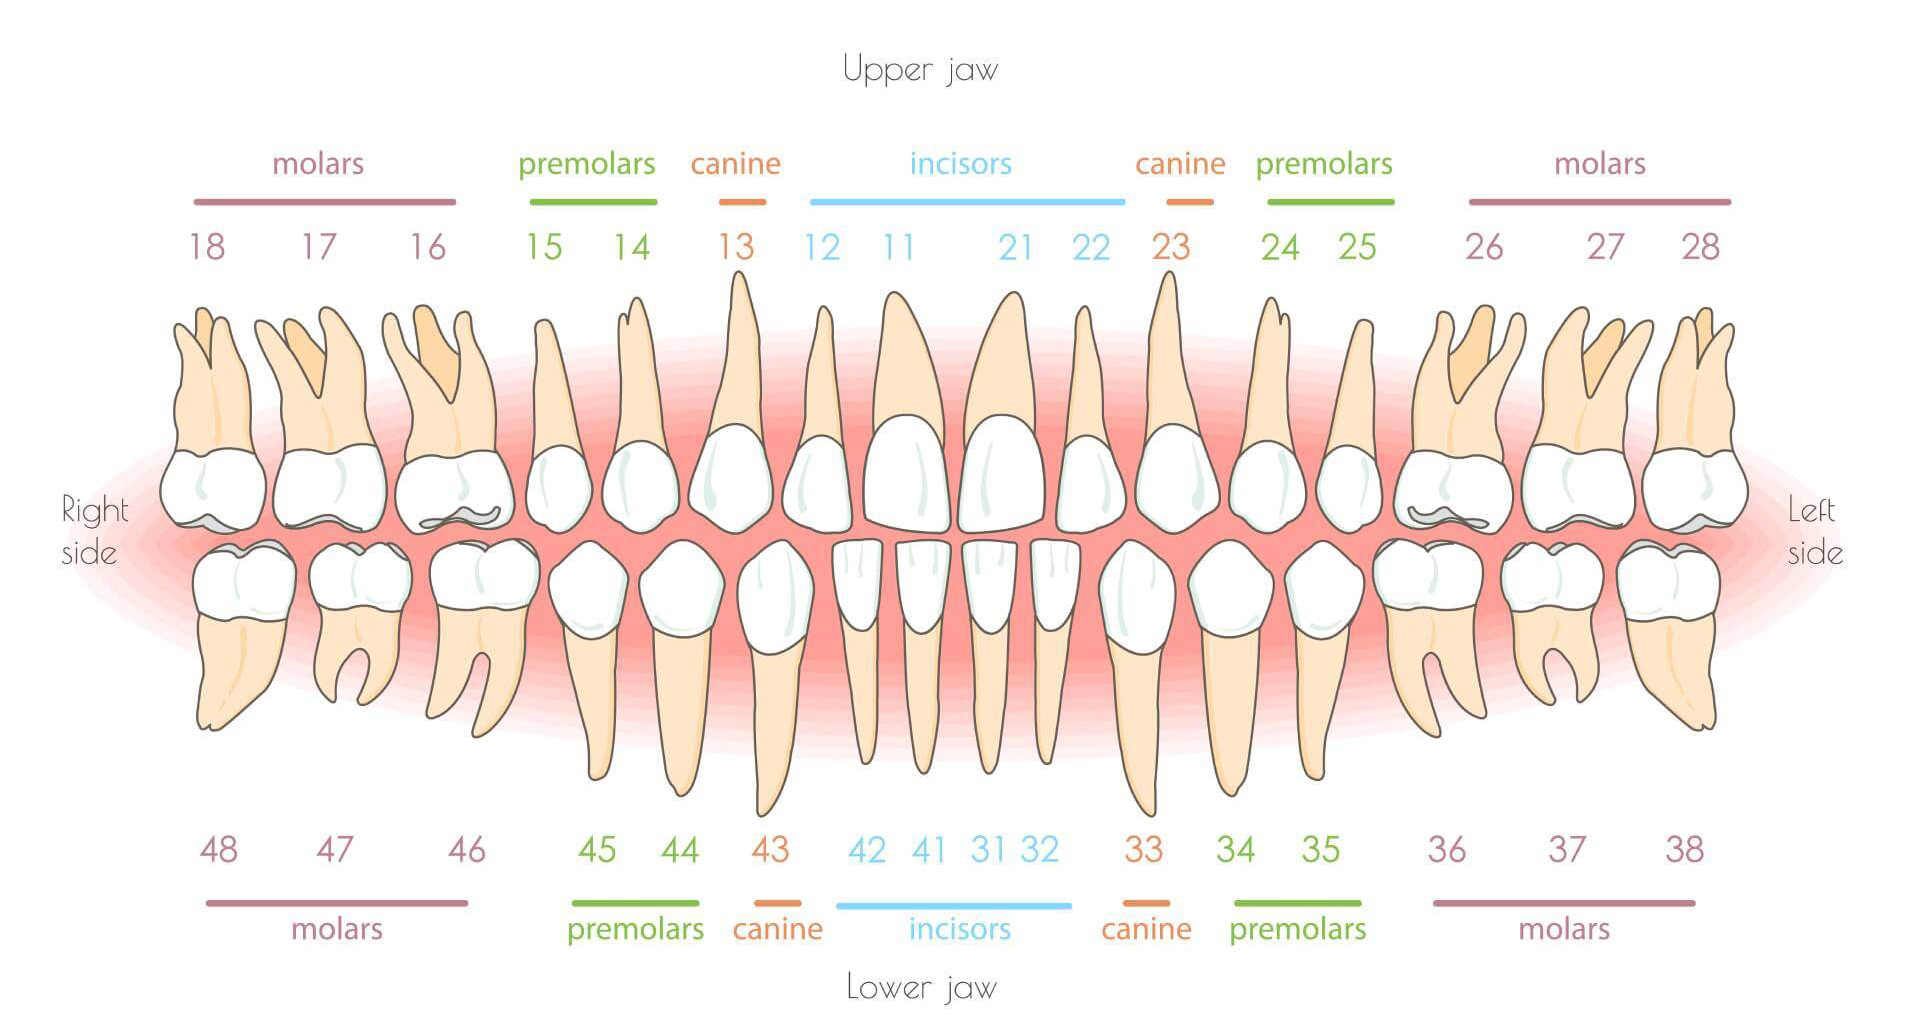 Upper jaw
molars premolars canine incisors canine premolars molars
18 17 16 15 14 13 12 11 21 22 23 24 25 26 27 28
Right
side
Left
side
48 47 46 45 44 43 42 41 31 32 33 34 35 36 37 38
molars premolars canine incisors canine premolars molars
Lower jaw